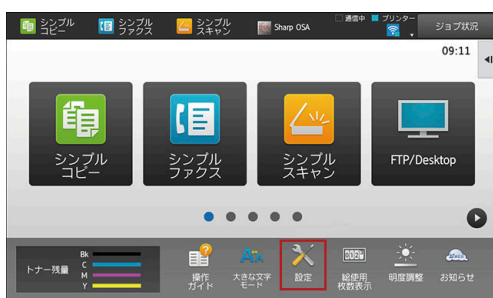 シンプル
コピー
シンプル
ファクス
シンプル
スキャン
Sharp OSA
通信中
プリンター
ジョブ状況
09:11
シンプル
コピー
シンプル
ファクス
シンプル
スキャン
FTP/Desktop
トナー残量
Bk
C
M
Y
操作
ガイド
大きな文字
モード
設定
総使用
枚数表示
明度調整
お知らせ